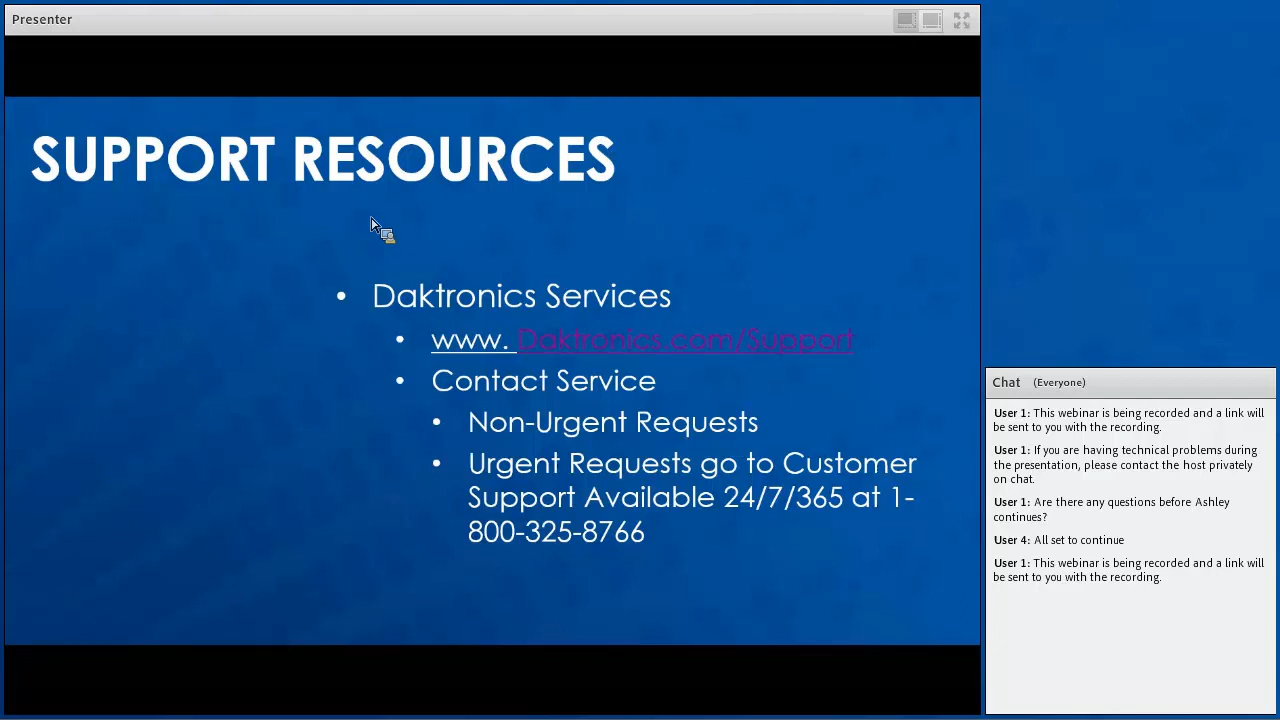 Presenter
SUPPORT RESOURCES
• Daktronics Services
• www. Daktronics.com/Support
• Contact Service
• Non-Urgent Requests
• Urgent Requests go to Customer
Support Available 24/7/365 at 1-
800-325-8766
Chat (Everyone)
User 1: This webinar is being recorded and a link will
be sent to you with the recording.
User 1: If you are having technical problems during
the presentation, please contact the host privately
on chat.
User 1: Are there any questions before Ashley
continues?
User 4: All set to continue
User 1: This webinar is being recorded and a link will
be sent to you with the recording.